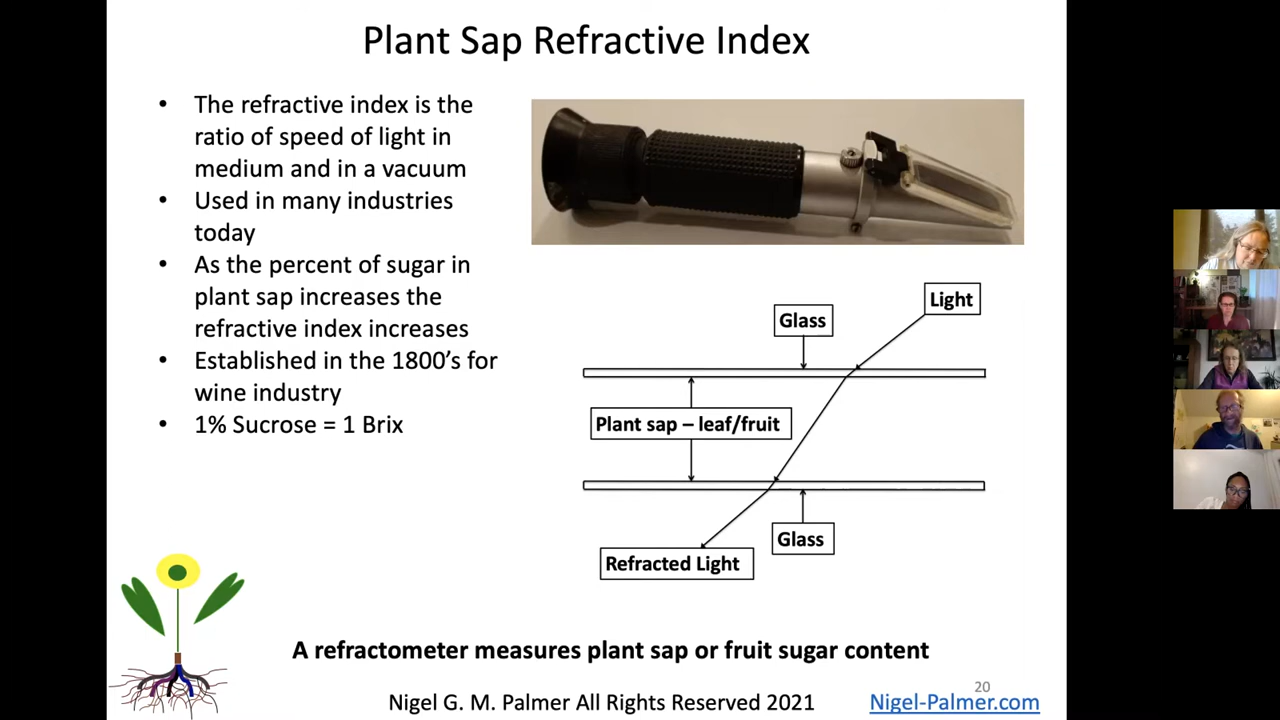 Plant Sap Refractive Index
• The refractive index is the
ratio of speed of light in
medium and in a vacuum
• Used in many industries
today
• As the percent of sugar in
plant sap increases the
refractive index increases
• Established in the 1800’s for
wine industry
• 1% Sucrose = 1 Brix
Light
Glass
Plant sap – leaf/fruit
Glass
Refracted Light
A refractometer measures plant sap or fruit sugar content
20
Nigel G. M. Palmer All Rights Reserved 2021
Nigel-Palmer.com